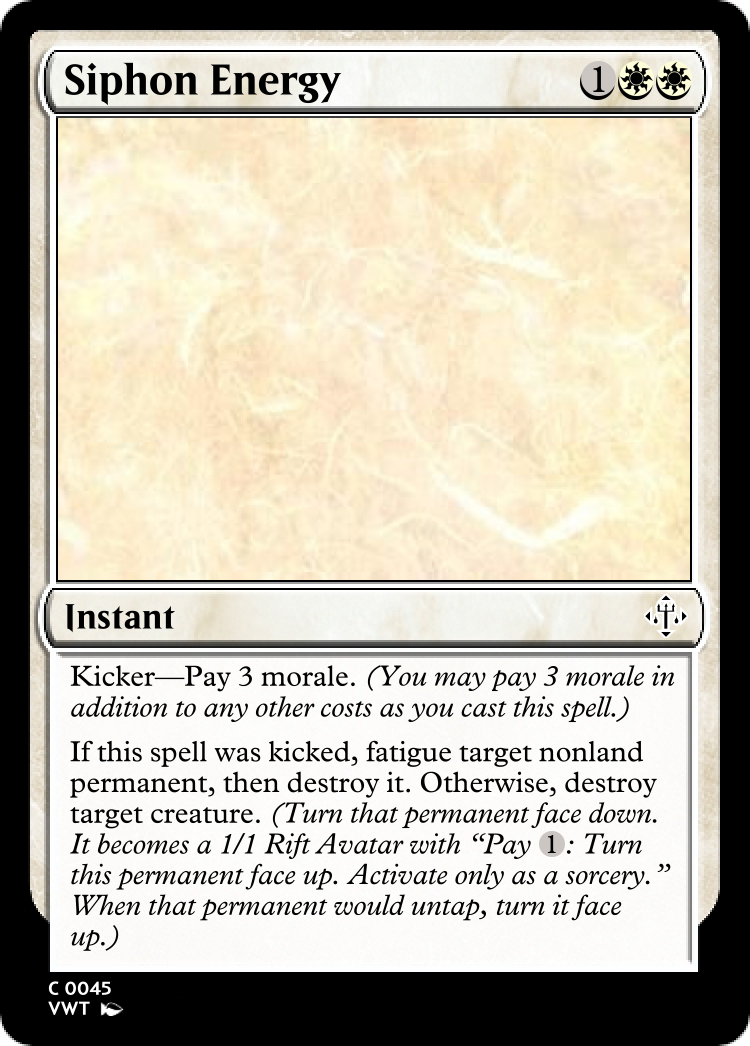 Siphon Energy 1
Instant
Kicker—Pay 3 morale. (You may pay 3 morale in
addition to any other costs as you cast this spell.)
If this spell was kicked, fatigue target nonland
permanent, then destroy it. Otherwise, destroy
target creature. (Turn that permanent face down.
It becomes a 1/1 Rift Avatar with “Pay 1: Turn
this permanent face up. Activate only as a sorcery.”
When that permanent would untap, turn it face
up.)
C 0045
VWT